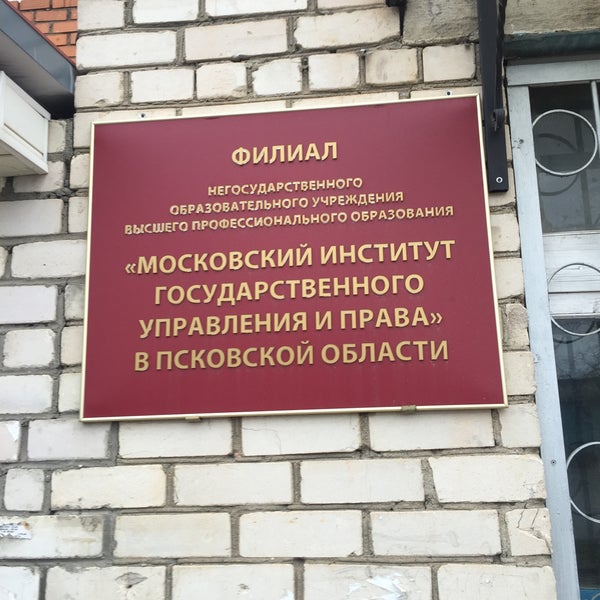 ФИЛИАЛ
НЕГОСУДАРСТВЕННОГО
ОБРАЗОВАТЕЛЬНОГО УЧРЕЖДЕНИЯ
ВЫСШЕГО ПРОФЕССИОНАЛЬНОГО ОБРАЗОВАНИЯ
«МОСКОВСКИЙ ИНСТИТУТ
ГОСУДАРСТВЕННОГО
УПРАВЛЕНИЯ И ПРАВА»
В ПСКОВСКОЙ ОБЛАСТИ